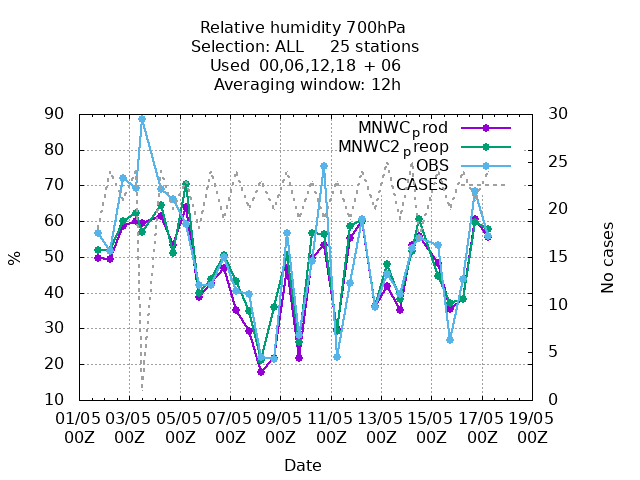 Relative humidity 700hPa
Selection: ALL 25 stations
Used 00,06,12,18 + 06
Averaging window: 12h
90
80
70
60
50
40
30
20
10
%
30
25
20
15
10
5
0
No cases
MNWCprod
MNWC2preop
OBS
CASES
01/05 03/05 05/05 07/05 09/05 11/05 13/05 15/05 17/05 19/05
00Z 00Z 00Z 00Z 00Z 00Z 00Z 00Z 00Z 00Z
Date